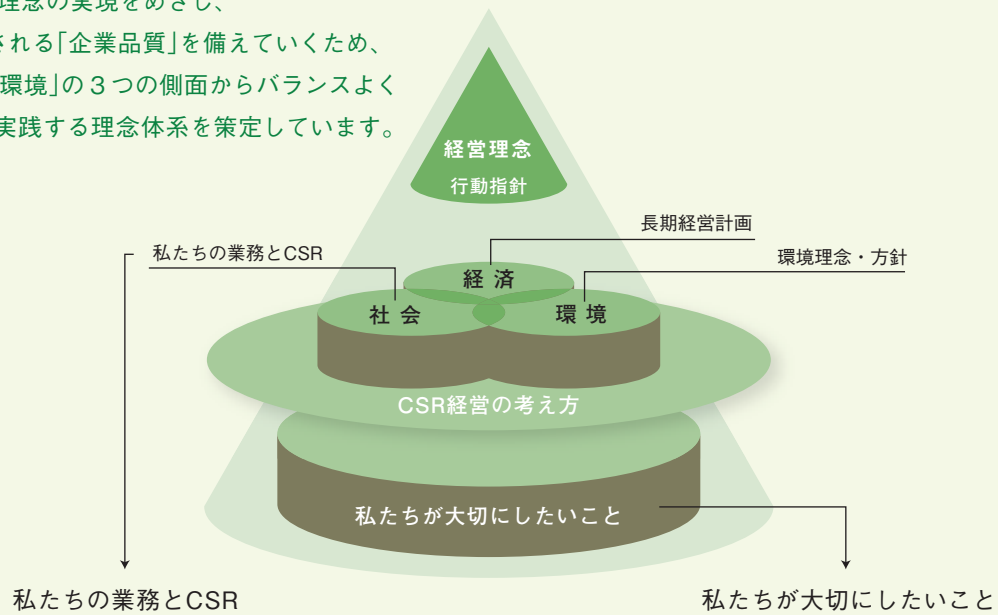 理念の実現をめざし、
される「企業品質」を備えていくため、
環境」の3つの側面からバランスよく
実践する理念体系を策定しています。
経営理念
行動指針
長期経営計画
私たちの業務とCSR
環境理念・方針
経済
社会
環境
CSR経営の考え方
私たちが大切にしたいこと
私たちの業務とCSR
私たちが大切にしたいこと